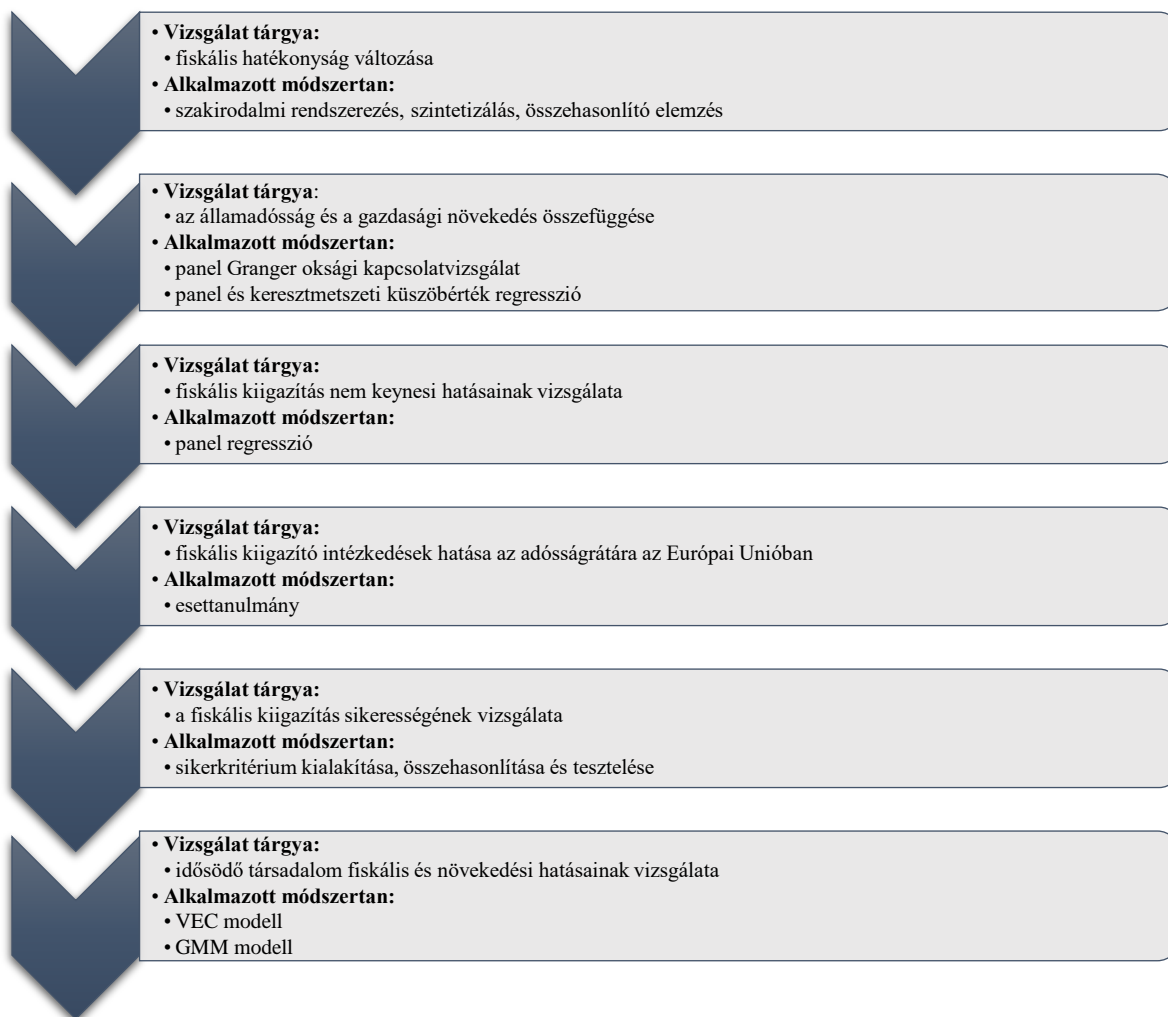 • Vizsgálat tárgya:
• fiskális hatékonyság változása
• Alkalmazott módszertan:
• szakirodalmi rendszerezés, szintetizálás, összehasonlító elemzés
• Vizsgálat tárgya:
• az államadósság és a gazdasági növekedés összefüggése
• Alkalmazott módszertan:
• panel Granger oksági kapcsolatvizsgálat
• panel és keresztmetszeti küszöbérték regresszió
• Vizsgálat tárgya:
• fiskális kiigazítás nem keynesi hatásainak vizsgálata
• Alkalmazott módszertan:
• panel regresszió
• Vizsgálat tárgya:
• fiskális kiigazító intézkedések hatása az adósságrátára az Európai Unióban
• Alkalmazott módszertan:
• esettanulmány
• Vizsgálat tárgya:
• a fiskális kiigazítás sikerességének vizsgálata
• Alkalmazott módszertan:
• sikerkritérium kialakítása, összehasonlítása és tesztelése
• Vizsgálat tárgya:
• idősödő társadalom fiskális és növekedési hatásainak vizsgálata
• Alkalmazott módszertan:
• VEC modell
• GMM modell